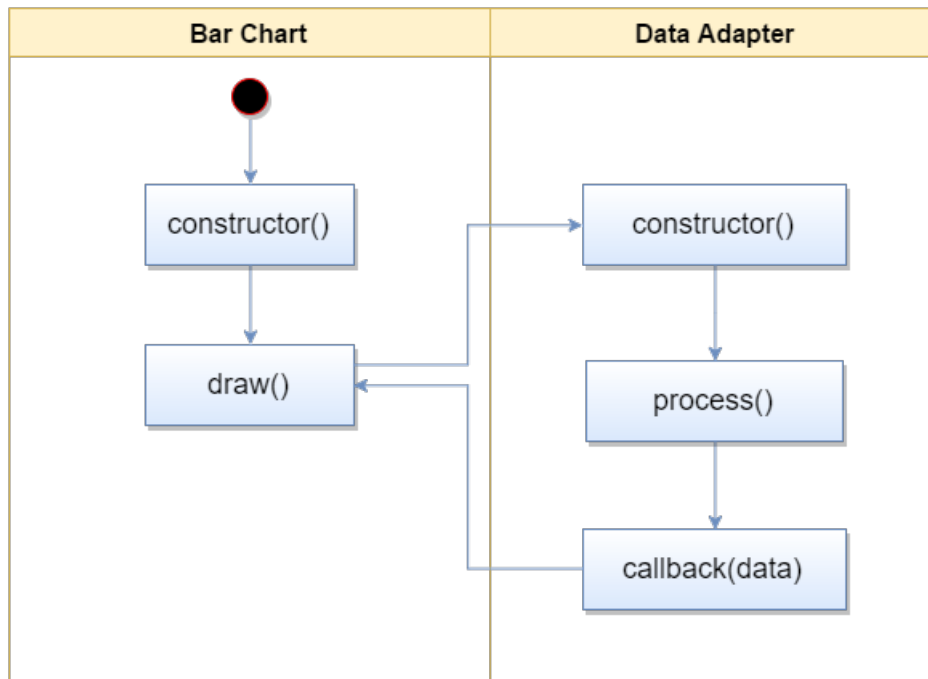 Bar Chart
Data Adapter
constructor()
constructor()
draw()
process()
callback(data)